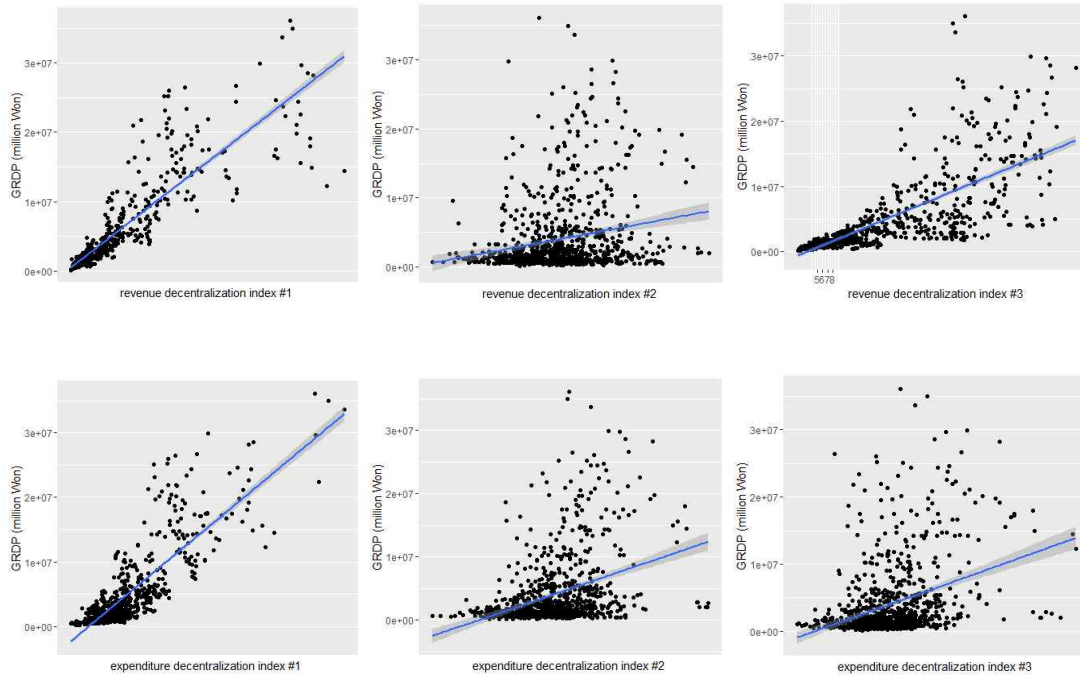 GRDP (million Won)
3e+07
2e+07
1e+07
0e+00
revenue decentralization index #1
GRDP (million Won)
3e+07
2e+07
1e+07
0e+00
revenue decentralization index #2
GRDP (million Won)
3e+07
2e+07
1e+07
0e+00
5678
revenue decentralization index #3
GRDP (million Won)
3e+07
2e+07
1e+07
0e+00
expenditure decentralization index #1
GRDP (million Won)
3e+07
2e+07
1e+07
0e+00
expenditure decentralization index #2
GRDP (million Won)
3e+07
2e+07
1e+07
0e+00
expenditure decentralization index #3